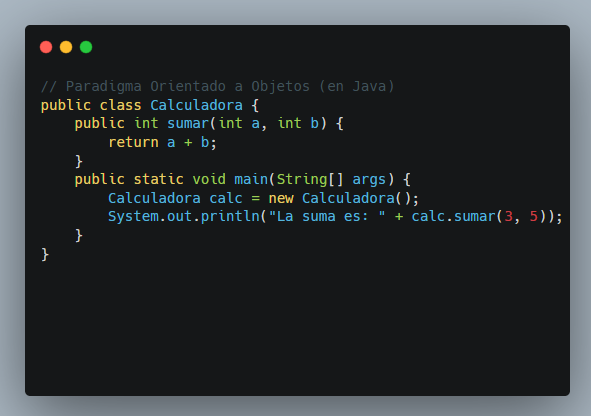 // Paradigma Orientado a Objetos (en Java)
public class Calculadora {
    public int sumar(int a, int b) {
        return a + b;
    }
    public static void main(String[] args) {
        Calculadora calc = new Calculadora();
        System.out.println("La suma es: " + calc.sumar(3, 5));
    }
}